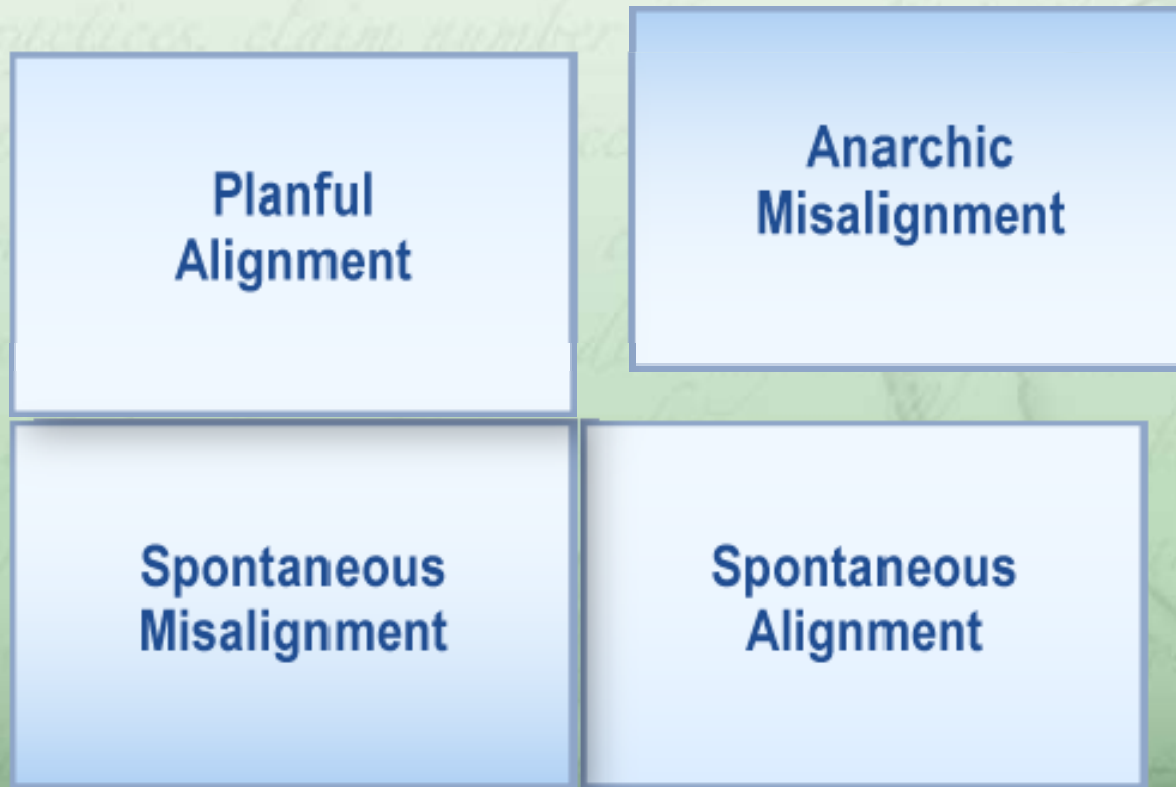 Planful
Alignment
Anarchic
Misalignment
Spontaneous
Misalignment
Spontaneous
Alignment